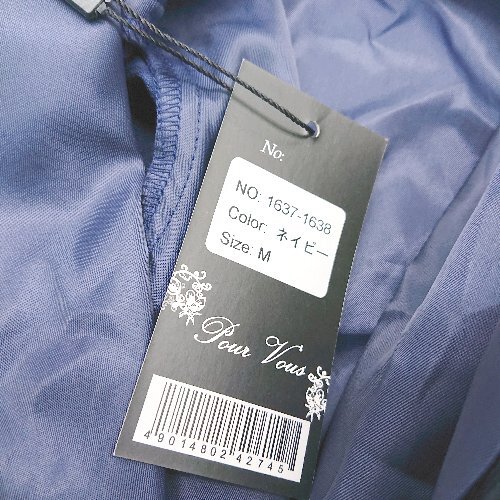 No:
NO: 1637-1638
Color: ネイビー
Size: M
Pour Vous
4901480242745